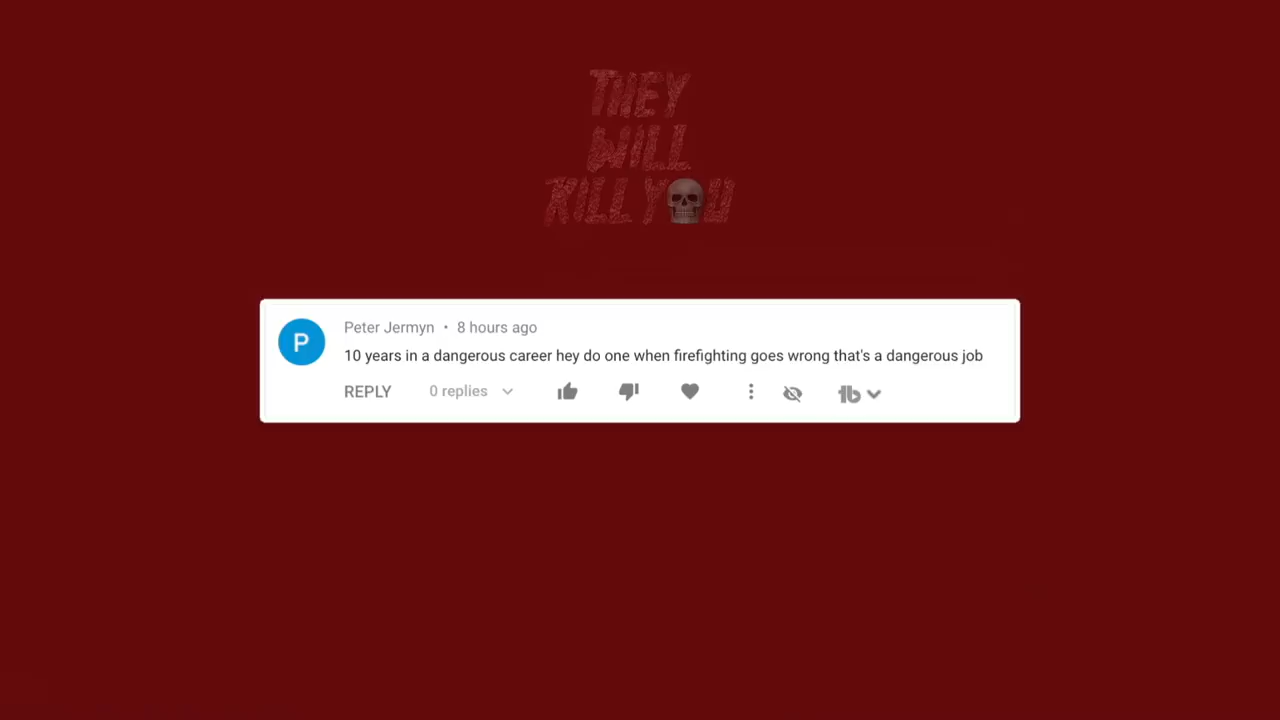 THEY
WILL
KILL YOU
P
Peter Jermyn • 8 hours ago
10 years in a dangerous career hey do one when firefighting goes wrong that's a dangerous job
REPLY 0 replies